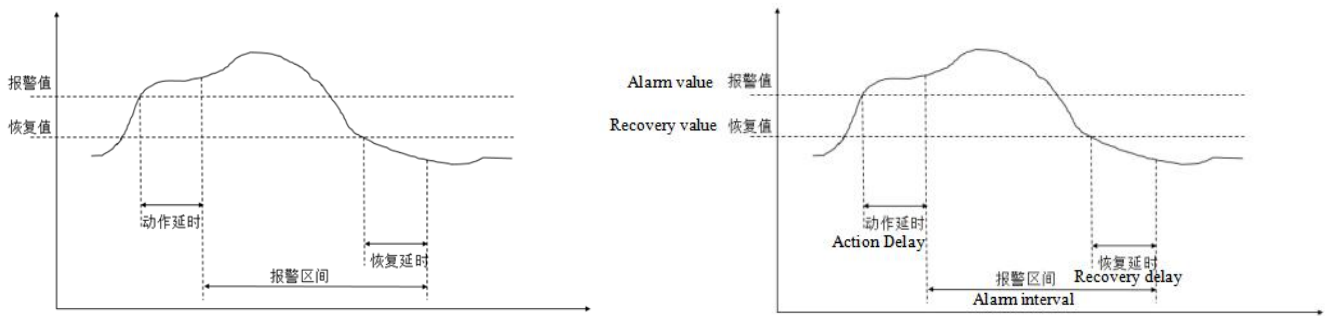 报警值
恢复值
动作延时
恢复延时
报警区间
Alarm value 报警值
Recovery value 恢复值
动作延时
Action Delay
恢复延时
Recovery delay
报警区间
Alarm interval